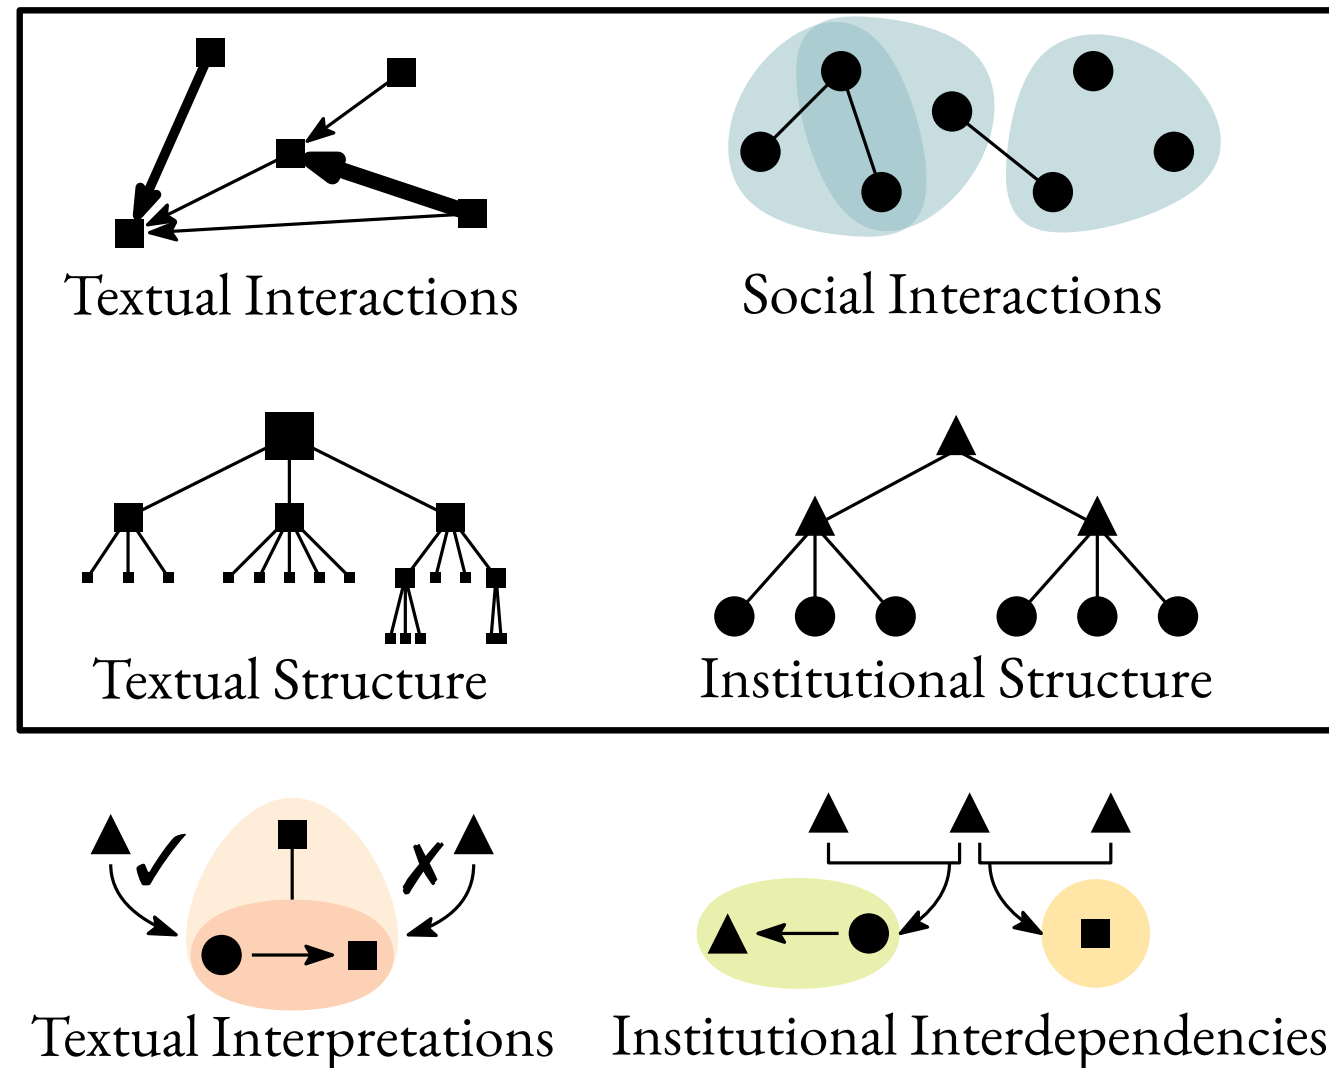 Textual Interactions
Social Interactions
Textual Structure
Institutional Structure
✓
✗
Textual Interpretations
Institutional Interdependencies